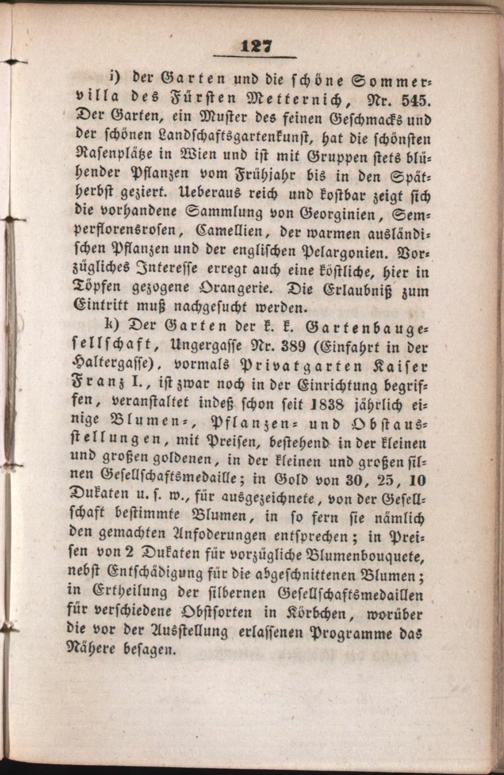 127
i) der Garten und die schöne Sommer-
villa des Fürsten Metternich, Nr. 545.
Der Garten, ein Muster des feinen Geschmacks und
der schönen Landschaftsgartenkunst, hat die schönsten
Rasenplätze in Wien und ist mit Gruppen stets blü-
hender Pflanzen vom Frühjahr bis in den Spät-
herbst geziert. Ueberaus reich und kostbar zeigt sich
die vorhandene Sammlung von Georginien, Sem-
perflorensrosen, Camellien, der warmen ausländi-
schen Pflanzen und der englischen Pelargonien. Vor-
zügliches Interesse erregt auch eine köstliche, hier in
Töpfen gezogene Orangerie. Die Erlaubniß zum
Eintritt muß nachgesucht werden.
k) Der Garten der k. k. Gartenbauge-
sellschaft, Ungergasse Nr. 389 (Einfahrt in der
Haltergasse), vormals Privatgarten Kaiser
Franz I., ist zwar noch in der Einrichtung begrif-
fen, veranstaltet indeß schon seit 1838 jährlich ei-
nige Blumen-, Pflanzen- und Obstaus-
stellungen, mit Preisen, bestehend in der kleinen
und großen goldenen, in der kleinen und großen sil-
nen Gesellschaftsmedaille; in Gold von 30, 25, 10
Dukaten u. s. w., für ausgezeichnete, von der Gesell-
schaft bestimmte Blumen, in so fern sie nämlich
den gemachten Anfoderungen entsprechen; in Prei-
sen von 2 Dukaten für vorzügliche Blumenbouquete,
nebst Entschädigung für die abgeschnittenen Blumen;
in Ertheilung der silbernen Gesellschaftsmedaillen
für verschiedene Obstsorten in Körbchen, worüber
die vor der Ausstellung erlassenen Programme das
Nähere besagen.